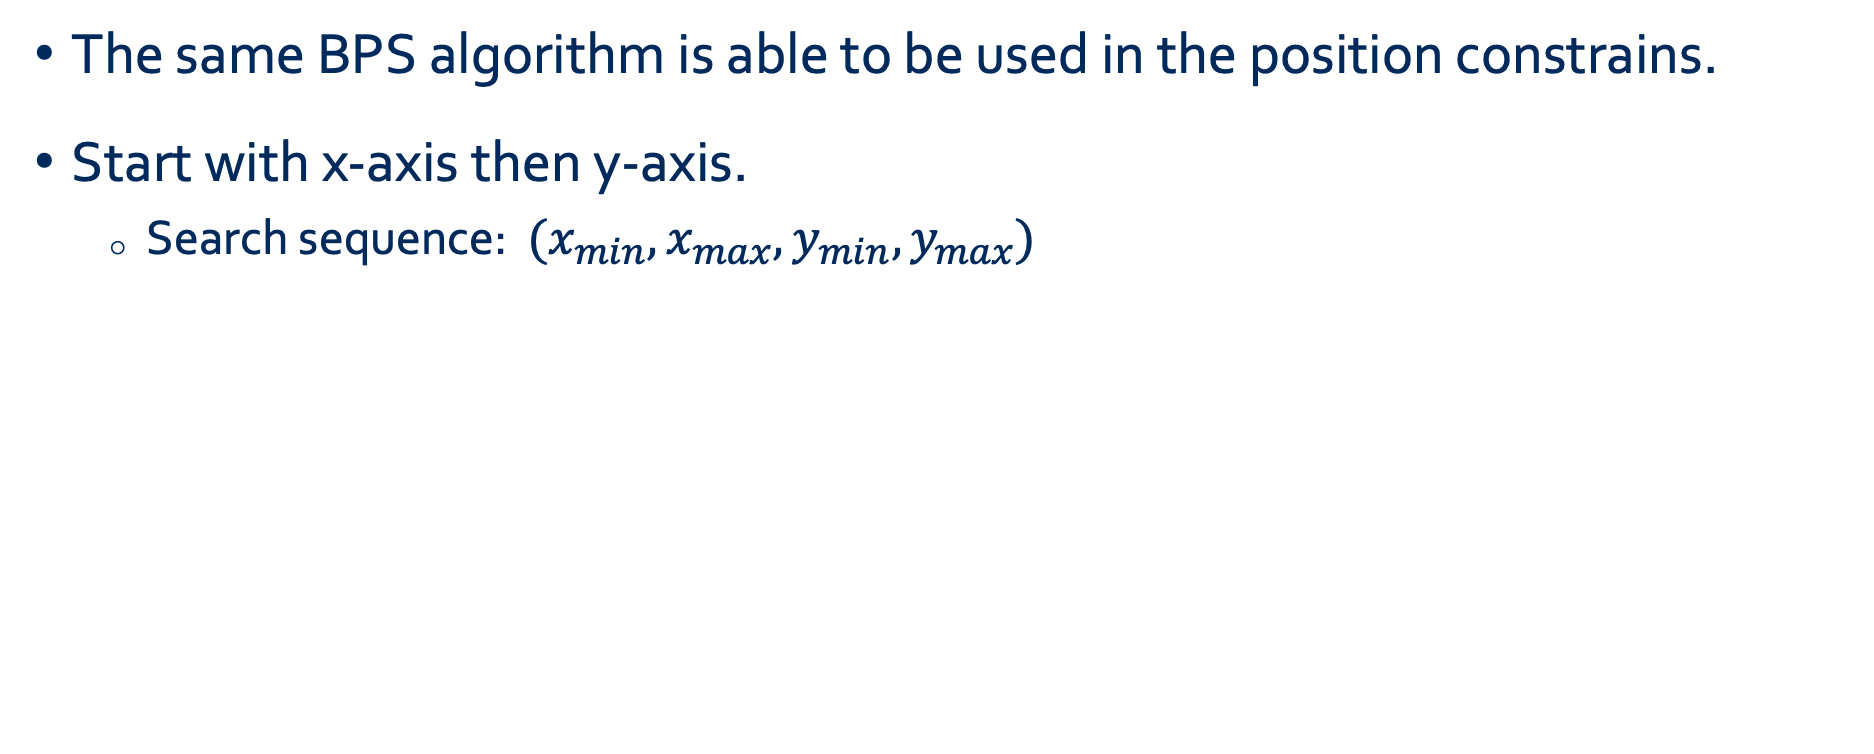 • The same BPS algorithm is able to be used in the position constrains.
• Start with x-axis then y-axis.
○ Search sequence: (x_min, x_max, y_min, y_max)